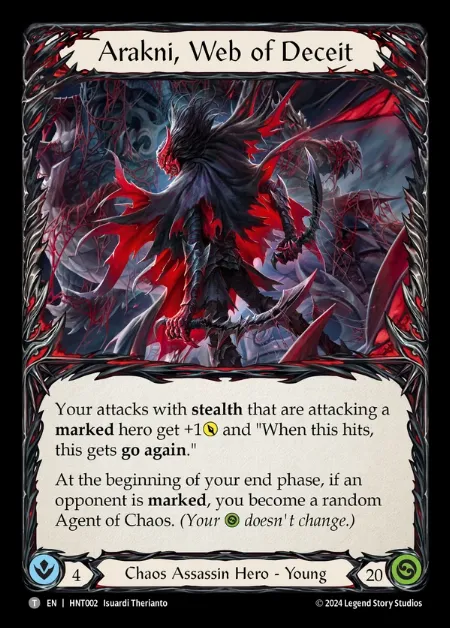 Arakni, Web of Deceit
Your attacks with stealth that are attacking a
marked hero get +1 and "When this hits,
this gets go again."
At the beginning of your end phase, if an
opponent is marked, you become a random
Agent of Chaos. (Your doesn't change.)
4
Chaos Assassin Hero - Young
20
T EN | HNT002 Isuardi Therianto
© 2024 Legend Story Studios